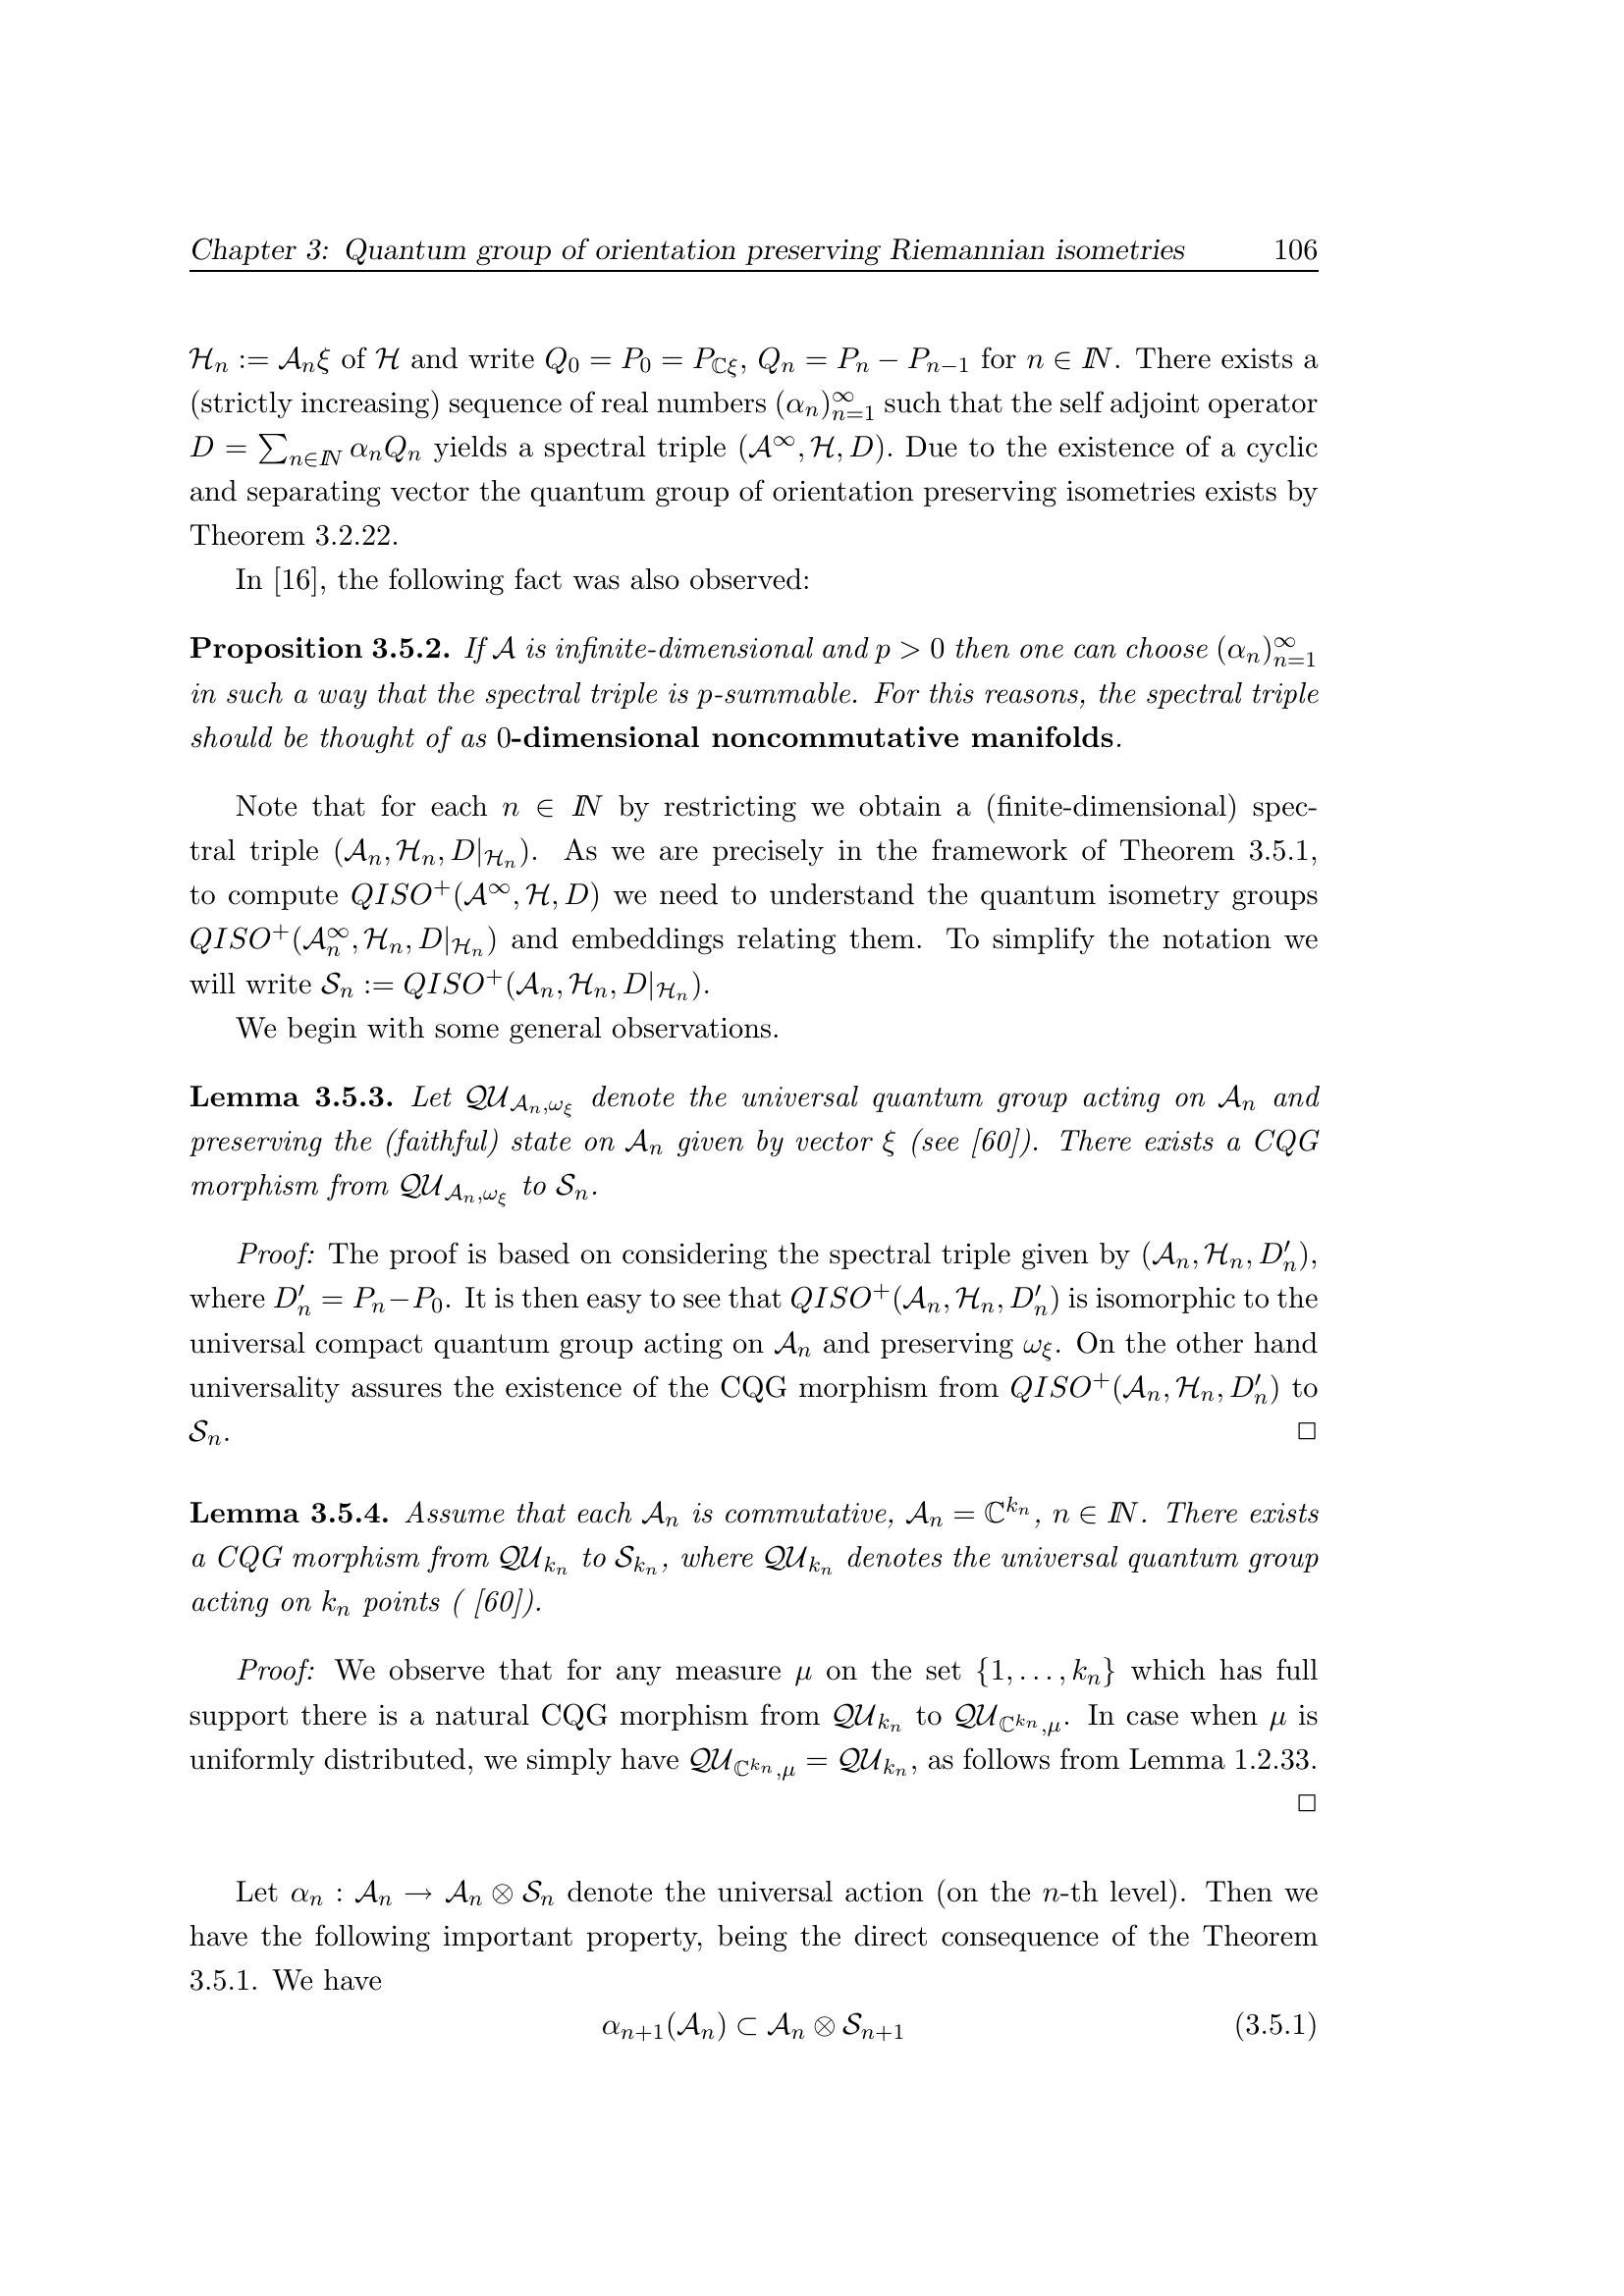 Chapter 3: Quantum group of orientation preserving Riemannian isometries 106
$\mathcal{H}_n := \mathcal{A}_n\xi$ of $\mathcal{H}$ and write $Q_0 = P_0 = P_{\mathbb{C}\xi}$, $Q_n = P_n - P_{n-1}$ for $n \in \mathbb{N}$. There exists a
(strictly increasing) sequence of real numbers $(\alpha_n)_{n=1}^{\infty}$ such that the self adjoint operator
$D = \sum_{n\in\mathbb{N}} \alpha_n Q_n$ yields a spectral triple $(\mathcal{A}^\infty, \mathcal{H}, D)$. Due to the existence of a cyclic
and separating vector the quantum group of orientation preserving isometries exists by
Theorem 3.2.22.
In [16], the following fact was also observed:
Proposition 3.5.2. If $\mathcal{A}$ is infinite-dimensional and $p > 0$ then one can choose $(\alpha_n)_{n=1}^{\infty}$
in such a way that the spectral triple is p-summable. For this reasons, the spectral triple
should be thought of as 0-dimensional noncommutative manifolds.
Note that for each $n \in \mathbb{N}$ by restricting we obtain a (finite-dimensional) spec-
tral triple $(\mathcal{A}_n, \mathcal{H}_n, D|_{\mathcal{H}_n})$. As we are precisely in the framework of Theorem 3.5.1,
to compute $QISO^+(\mathcal{A}^\infty, \mathcal{H}, D)$ we need to understand the quantum isometry groups
$QISO^+(\mathcal{A}_n^\infty, \mathcal{H}_n, D|_{\mathcal{H}_n})$ and embeddings relating them. To simplify the notation we
will write $\mathcal{S}_n := QISO^+(\mathcal{A}_n, \mathcal{H}_n, D|_{\mathcal{H}_n})$.
We begin with some general observations.
Lemma 3.5.3. Let $\mathcal{QU}_{\mathcal{A}_n,\omega_\xi}$ denote the universal quantum group acting on $\mathcal{A}_n$ and
preserving the (faithful) state on $\mathcal{A}_n$ given by vector $\xi$ (see [60]). There exists a CQG
morphism from $\mathcal{QU}_{\mathcal{A}_n,\omega_\xi}$ to $\mathcal{S}_n$.
Proof: The proof is based on considering the spectral triple given by $(\mathcal{A}_n, \mathcal{H}_n, D'_n)$,
where $D'_n = P_n - P_0$. It is then easy to see that $QISO^+(\mathcal{A}_n, \mathcal{H}_n, D'_n)$ is isomorphic to the
universal compact quantum group acting on $\mathcal{A}_n$ and preserving $\omega_\xi$. On the other hand
universality assures the existence of the CQG morphism from $QISO^+(\mathcal{A}_n, \mathcal{H}_n, D'_n)$ to
$\mathcal{S}_n$. □
Lemma 3.5.4. Assume that each $\mathcal{A}_n$ is commutative, $\mathcal{A}_n = \mathbb{C}^{k_n}$, $n \in \mathbb{N}$. There exists
a CQG morphism from $\mathcal{QU}_{k_n}$ to $\mathcal{S}_{k_n}$, where $\mathcal{QU}_{k_n}$ denotes the universal quantum group
acting on $k_n$ points ( [60]).
Proof: We observe that for any measure $\mu$ on the set $\{1, \ldots, k_n\}$ which has full
support there is a natural CQG morphism from $\mathcal{QU}_{k_n}$ to $\mathcal{QU}_{\mathbb{C}^{k_n},\mu}$. In case when $\mu$ is
uniformly distributed, we simply have $\mathcal{QU}_{\mathbb{C}^{k_n},\mu} = \mathcal{QU}_{k_n}$, as follows from Lemma 1.2.33.
□
Let $\alpha_n : \mathcal{A}_n \to \mathcal{A}_n \otimes \mathcal{S}_n$ denote the universal action (on the $n$-th level). Then we
have the following important property, being the direct consequence of the Theorem
3.5.1. We have
$\alpha_{n+1}(\mathcal{A}_n) \subset \mathcal{A}_n \otimes \mathcal{S}_{n+1}$ (3.5.1)